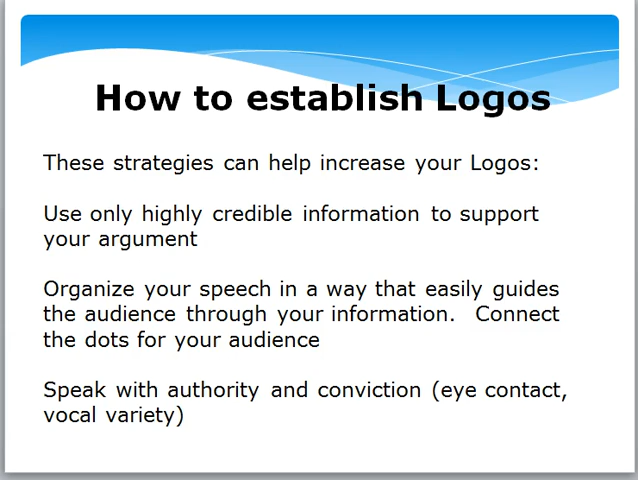 How to establish Logos
These strategies can help increase your Logos:
Use only highly credible information to support
your argument
Organize your speech in a way that easily guides
the audience through your information.  Connect
the dots for your audience
Speak with authority and conviction (eye contact,
vocal variety)